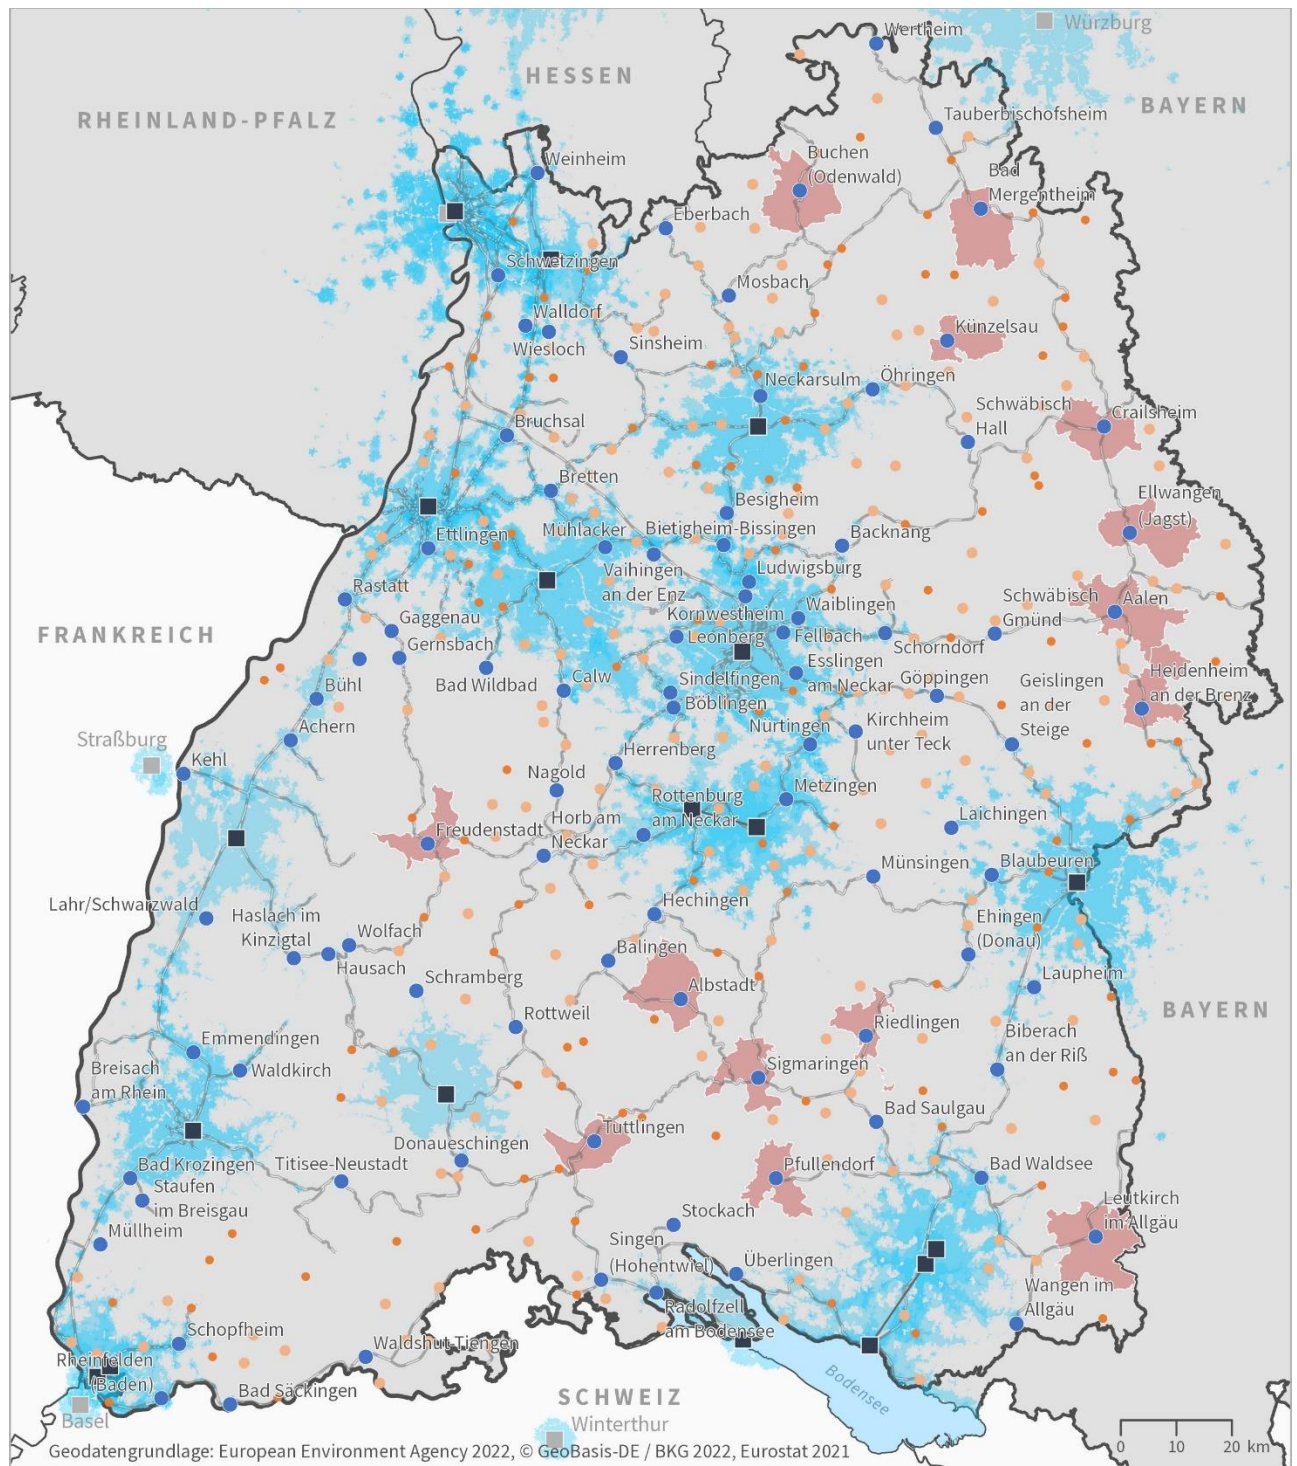 Würzburg
Wertheim
HESSEN
BAYERN
RHEINLAND-PFALZ
Tauberbischofsheim
Weinheim
Buchen
(Odenwald)
Bad
Mergentheim
Eberbach
Schwetzingen
Mosbach
Walldorf
Künzelsau
Wiesloch
Sinsheim
Neckarsulm
Öhringen
Schwäbisch
Hall
Crailsheim
Bruchsal
Bretten
Besigheim
Ellwangen
(Jagst)
Ettlingen
Mühlacker
Bietigheim-Bissingen
Backnang
Vaihingen
an der Enz
Ludwigsburg
Rastatt
Kornwestheim
Waiblingen
Schwäbisch
Gmünd
Aalen
Gaggenau
FRANKREICH
Gernsbach
Leonberg
Fellbach
Schorndorf
Bad Wildbad
Calw
Sindelfingen
Esslingen
am Neckar
Göppingen
Geislingen
an der
Steige
Heidenheim
an der Brenz
Bühl
Böblingen
Achern
Nürtingen
Kirchheim
unter Teck
Straßburg
Kehl
Herrenberg
Nagold
Rottenburg
am Neckar
Metzingen
Freudenstadt
Horb am
Neckar
Laichingen
Münsingen
Blaubeuren
Lahr/Schwarzwald
Haslach im
Kinzigtal
Wolfach
Hausach
Hechingen
Ehingen
(Donau)
Balingen
Schramberg
Albstadt
Laupheim
Rottweil
Riedlingen
BAYERN
Emmendingen
Biberach
an der Riß
Breisach
am Rhein
Waldkirch
Sigmaringen
Bad Saulgau
Donaueschingen
Tuttlingen
Bad Krozingen
Titisee-Neustadt
Pfullendorf
Bad Waldsee
Staufen
im Breisgau
Müllheim
Stockach
Leutkirch
im Allgäu
Singen
(Hohentwiel)
Überlingen
Radolfzell
am Bodensee
Wangen im
Allgäu
Schopfheim
Rheinfelden
(Baden)
Waldshut-Tiengen
Bad Säckingen
Bodensee
SCHWEIZ
Basel
Winterthur
0 10 20 km
Geodatengrundlage: European Environment Agency 2022, © GeoBasis-DE / BKG 2022, Eurostat 2021